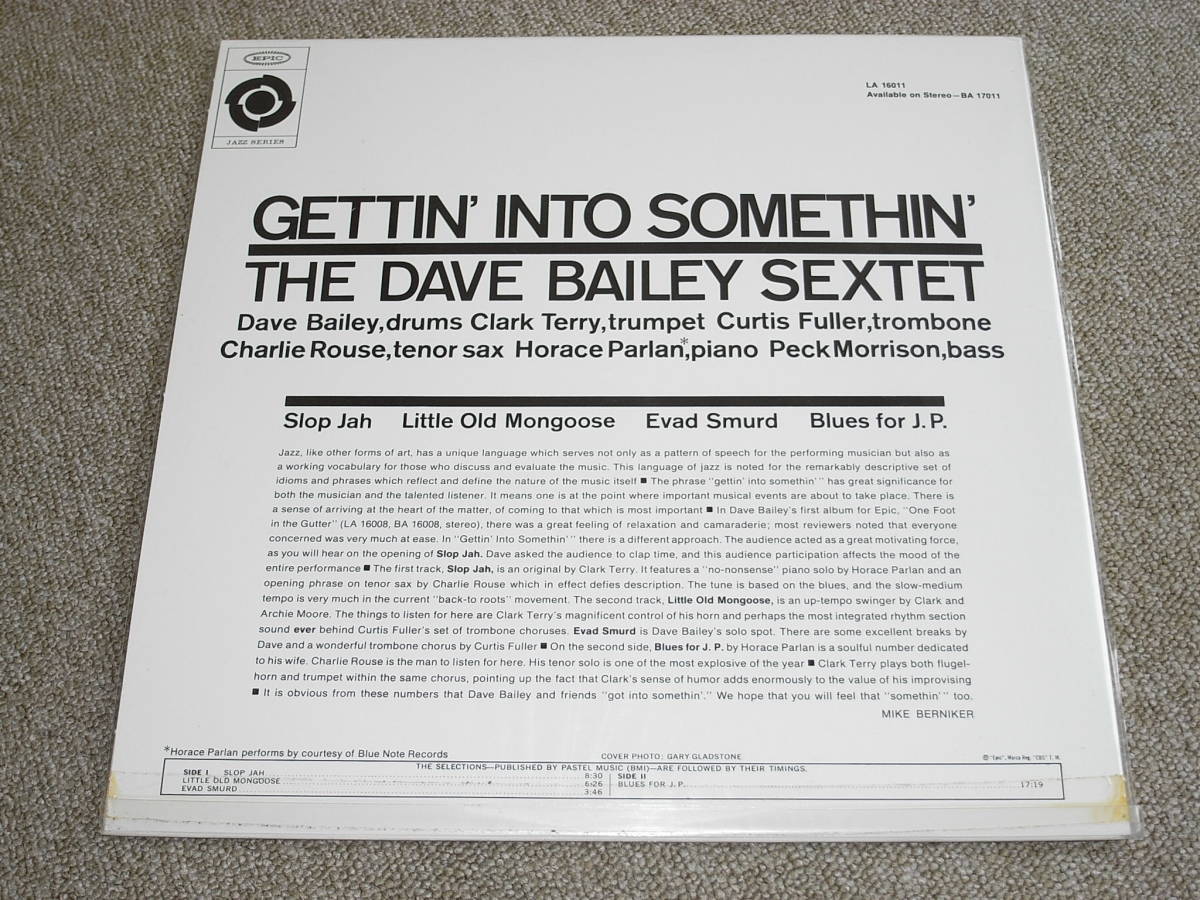 EPIC
JAZZ SERIES
LA 16011
Available on Stereo—BA 17011
GETTIN' INTO SOMETHIN'
THE DAVE BAILEY SEXTET
Dave Bailey,drums Clark Terry,trumpet Curtis Fuller,trombone
Charlie Rouse,tenor sax Horace Parlan*,piano Peck Morrison,bass
Slop Jah Little Old Mongoose Evad Smurd Blues for J.P.
Jazz, like other forms of art, has a unique language which serves not only as a pattern of speech for the performing musician but also as
a working vocabulary for those who discuss and evaluate the music. This language of jazz is noted for the remarkably descriptive set of
idioms and phrases which reflect and define the nature of the music itself ■ The phrase "gettin' into somethin'" has great significance for
both the musician and the talented listener. It means one is at the point where important musical events are about to take place. There is
a sense of arriving at the heart of the matter, of coming to that which is most important ■ In Dave Bailey's first album for Epic, "One Foot
in the Gutter" (LA 16008, BA 16008, stereo), there was a great feeling of relaxation and camaraderie; most reviewers noted that everyone
concerned was very much at ease. In "Gettin' Into Somethin'" there is a different approach. The audience acted as a great motivating force,
as you will hear on the opening of Slop Jah. Dave asked the audience to clap time, and this audience participation affects the mood of the
entire performance ■ The first track, Slop Jah, is an original by Clark Terry. It features a "no-nonsense" piano solo by Horace Parlan and an
opening phrase on tenor sax by Charlie Rouse which in effect defies description. The tune is based on the blues, and the slow-medium
tempo is very much in the current "back-to roots" movement. The second track, Little Old Mongoose, is an up-tempo swinger by Clark and
Archie Moore. The things to listen for here are Clark Terry's magnificent control of his horn and perhaps the most integrated rhythm section
sound ever behind Curtis Fuller's set of trombone choruses. Evad Smurd is Dave Bailey's solo spot. There are some excellent breaks by
Dave and a wonderful trombone chorus by Curtis Fuller ■ On the second side, Blues for J. P. by Horace Parlan is a soulful number dedicated
to his wife. Charlie Rouse is the man to listen for here. His tenor solo is one of the most explosive of the year ■ Clark Terry plays both flugel-
horn and trumpet within the same chorus, pointing up the fact that Clark's sense of humor adds enormously to the value of his improvising
■ It is obvious from these numbers that Dave Bailey and friends "got into somethin'." We hope that you will feel that "somethin'" too.
MIKE BERNIKER
*Horace Parlan performs by courtesy of Blue Note Records
COVER PHOTO: GARY GLADSTONE
© "Epic", Marca Reg. "CBS" T. M.
THE SELECTIONS—PUBLISHED BY PASTEL MUSIC (BMI)—ARE FOLLOWED BY THEIR TIMINGS.
SIDE I SLOP JAH 8:30
LITTLE OLD MONGOOSE 6:26
EVAD SMURD 3:46
SIDE II
BLUES FOR J. P. 17:19